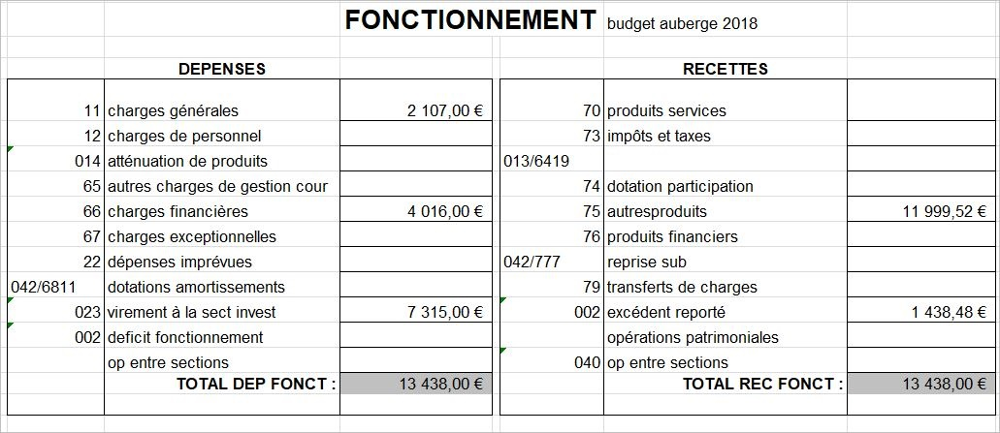 FONCTIONNEMENT budget auberge 2018
DEPENSES RECETTES
11 charges générales 2 107,00 € 70 produits services
12 charges de personnel 73 impôts et taxes
014 atténuation de produits 013/6419
65 autres charges de gestion cour 74 dotation participation
66 charges financières 4 016,00 € 75 autresproduits 11 999,52 €
67 charges exceptionnelles 76 produits financiers
22 dépenses imprévues 042/777 reprise sub
042/6811 dotations amortissements 79 transferts de charges
023 virement à la sect invest 7 315,00 € 002 excédent reporté 1 438,48 €
002 deficit fonctionnement opérations patrimoniales
op entre sections 040 op entre sections
TOTAL DEP FONCT : 13 438,00 € TOTAL REC FONCT : 13 438,00 €